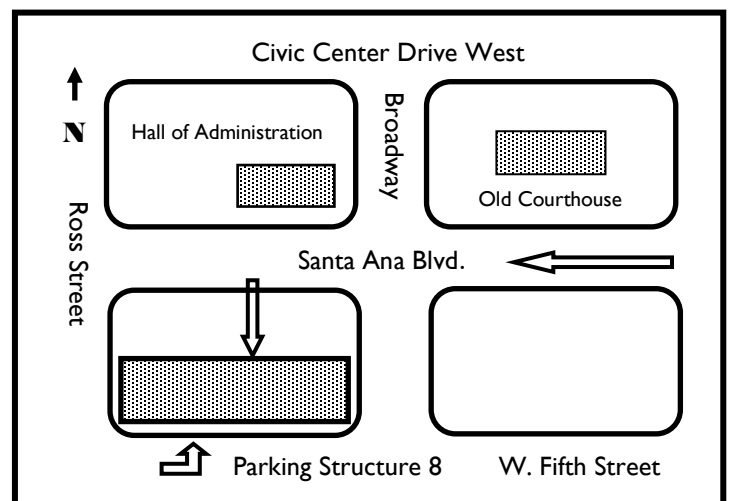 Civic Center Drive West
N
Hall of Administration
Broadway
Old Courthouse
Ross Street
Santa Ana Blvd.
Parking Structure 8
W. Fifth Street